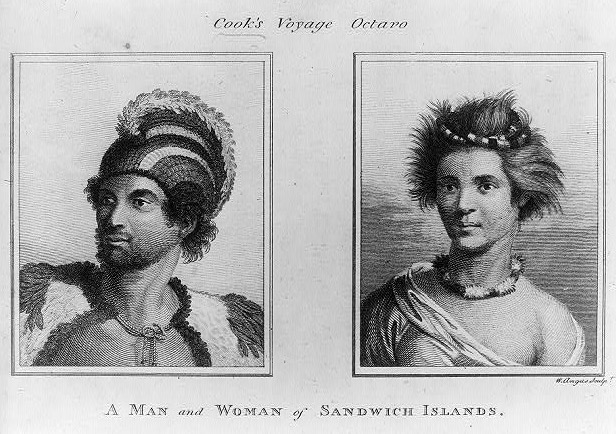 Cook's Voyage Octavo
W. Angus Sculp.ᵗ
A MAN and WOMAN of SANDWICH ISLANDS.